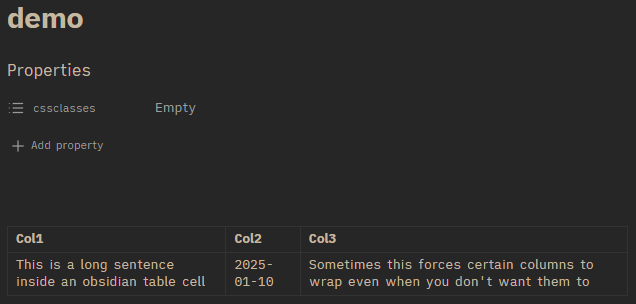 demo
Properties
cssclasses Empty
Add property
Col1 Col2 Col3
This is a long sentence 2025- Sometimes this forces certain columns to
inside an obsidian table cell 01-10 wrap even when you don't want them to